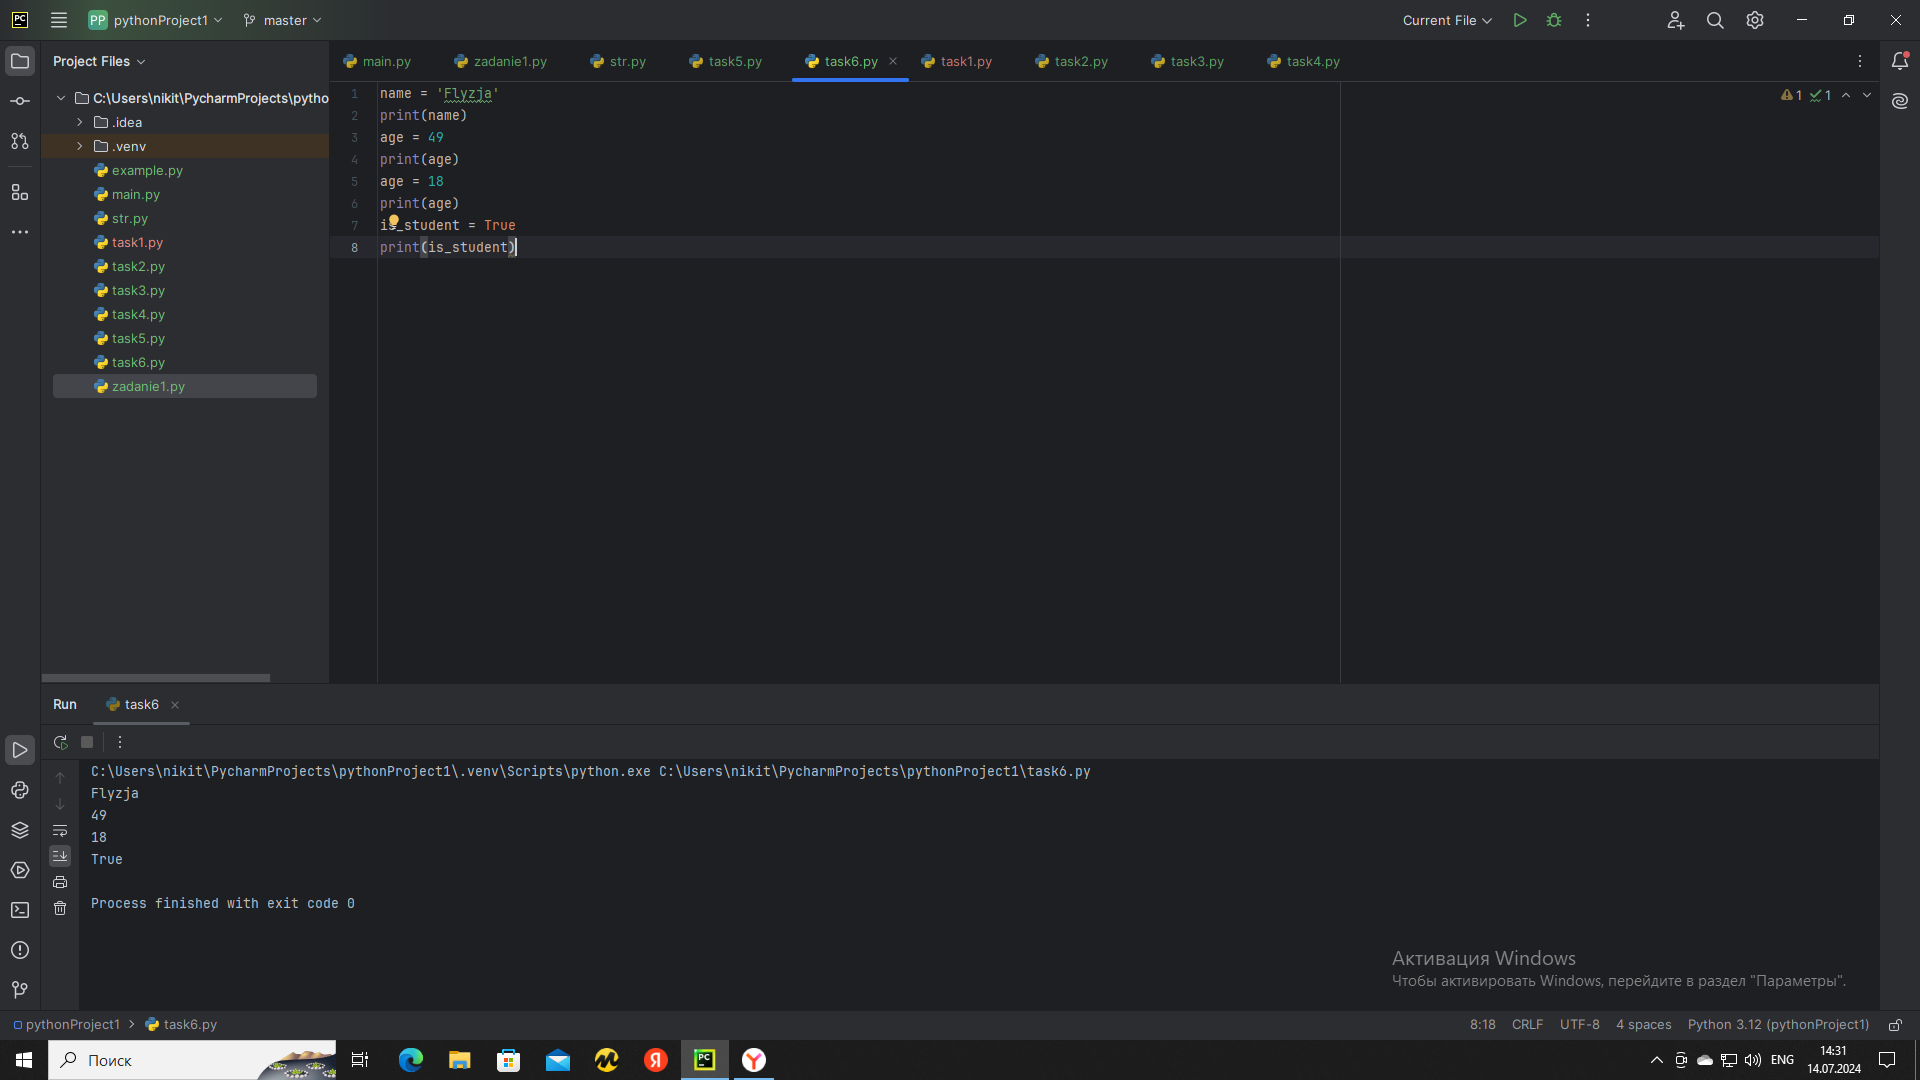 PC
PP pythonProject1
master
Current File
Project Files
main.py
zadanie1.py
str.py
task5.py
task6.py
task1.py
task2.py
task3.py
task4.py
C:\Users\nikit\PycharmProjects\pytho
.idea
.venv
example.py
main.py
str.py
task1.py
task2.py
task3.py
task4.py
task5.py
task6.py
zadanie1.py
1 name = 'Flyzja'
2 print(name)
3 age = 49
4 print(age)
5 age = 18
6 print(age)
7 is_student = True
8 print(is_student)
1 1
Run
task6
C:\Users\nikit\PycharmProjects\pythonProject1\.venv\Scripts\python.exe C:\Users\nikit\PycharmProjects\pythonProject1\task6.py
Flyzja
49
18
True
Process finished with exit code 0
Активация Windows
Чтобы активировать Windows, перейдите в раздел "Параметры".
pythonProject1 > task6.py
8:18 CRLF UTF-8 4 spaces Python 3.12 (pythonProject1)
Поиск
Я
PC
Y
ENG
14:31
14.07.2024